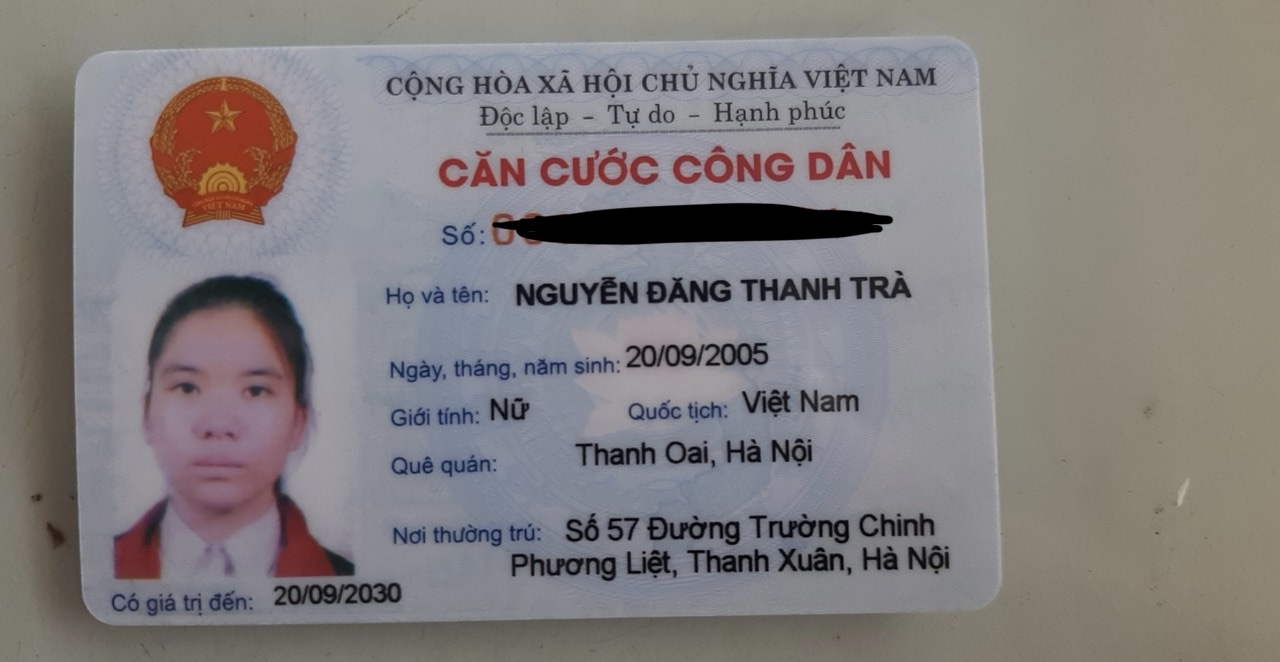 CỘNG HÒA XÃ HỘI CHỦ NGHĨA VIỆT NAM
Độc lập - Tự do - Hạnh phúc
CĂN CƯỚC CÔNG DÂN
Số:
Họ và tên: NGUYỄN ĐĂNG THANH TRÀ
Ngày, tháng, năm sinh: 20/09/2005
Giới tính: Nữ Quốc tịch: Việt Nam
Quê quán: Thanh Oai, Hà Nội
Nơi thường trú: Số 57 Đường Trường Chinh
Phương Liệt, Thanh Xuân, Hà Nội
Có giá trị đến: 20/09/2030